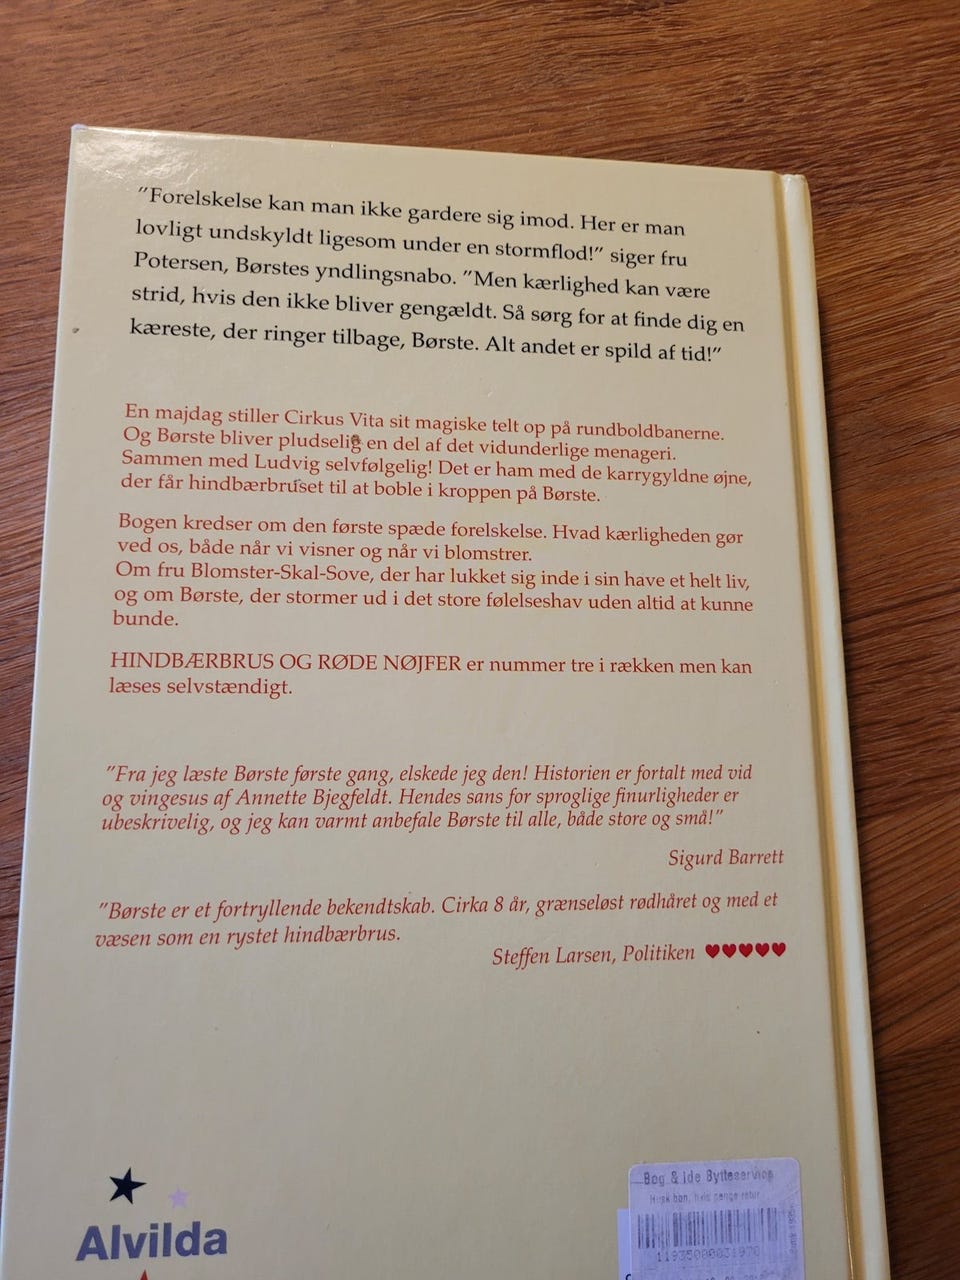 "Forelskelse kan man ikke gardere sig imod. Her er man
lovligt undskyldt ligesom under en stormflod!" siger fru
Potersen, Børstes yndlingsnabo. "Men kærlighed kan være
strid, hvis den ikke bliver gengældt. Så sørg for at finde dig en
kæreste, der ringer tilbage, Børste. Alt andet er spild af tid!"
En majdag stiller Cirkus Vita sit magiske telt op på rundboldbanerne.
Og Børste bliver pludselig en del af det vidunderlige menageri.
Sammen med Ludvig selvfølgelig! Det er ham med de karrygyldne øjne,
der får hindbærbruset til at boble i kroppen på Børste.
Bogen kredser om den første spæde forelskelse. Hvad kærligheden gør
ved os, både når vi visner og når vi blomstrer.
Om fru Blomster-Skal-Sove, der har lukket sig inde i sin have et helt liv,
og om Børste, der stormer ud i det store følelseshav uden altid at kunne
bunde.
HINDBÆRBRUS OG RØDE NØJFER er nummer tre i rækken men kan
læses selvstændigt.
"Fra jeg læste Børste første gang, elskede jeg den! Historien er fortalt med vid
og vingesus af Annette Bjegfeldt. Hendes sans for sproglige finurligheder er
ubeskrivelig, og jeg kan varmt anbefale Børste til alle, både store og små!"
Sigurd Barrett
"Børste er et fortryllende bekendtskab. Cirka 8 år, grænseløst rødhåret og med et
væsen som en rystet hindbærbrus.
Steffen Larsen, Politiken ♥♥♥♥♥
Alvilda
Bog & Ide Bytteservice
Husk bon, hvis penge retur